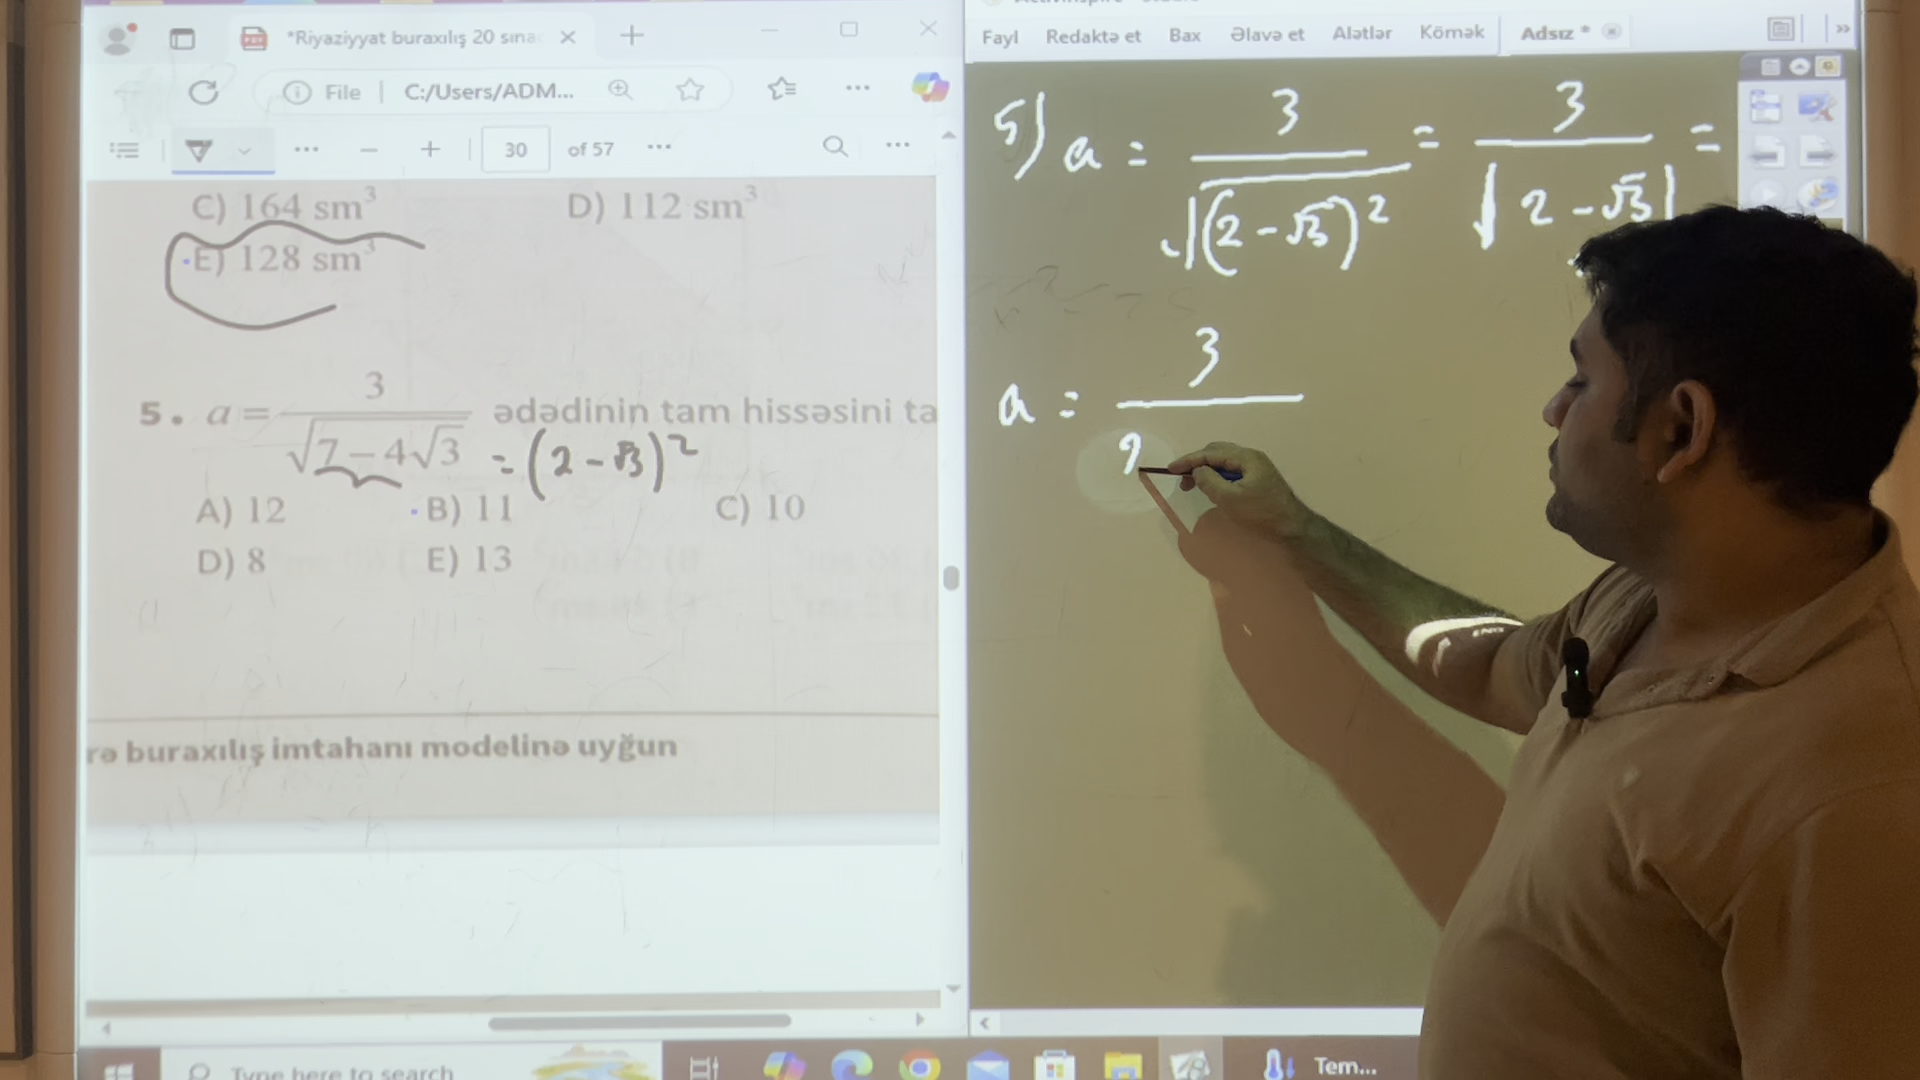 *Riyaziyyat buraxılış 20 sına
File | C:/Users/ADM...
30 of 57
C) 164 sm³ D) 112 sm³
E) 128 sm³
5. a = 3 / √(7 – 4√3) ədədinin tam hissəsini ta
= (2 - √3)²
A) 12 B) 11 C) 10
D) 8 E) 13
rə buraxılış imtahanı modelinə uyğun
Type here to search
Fayl Redaktə et Bax Əlavə et Alətlər Kömək Adsız *
5) a = 3 / √(2 - √3)² = 3 / |2 - √3| =
a = 3 /
Tem...